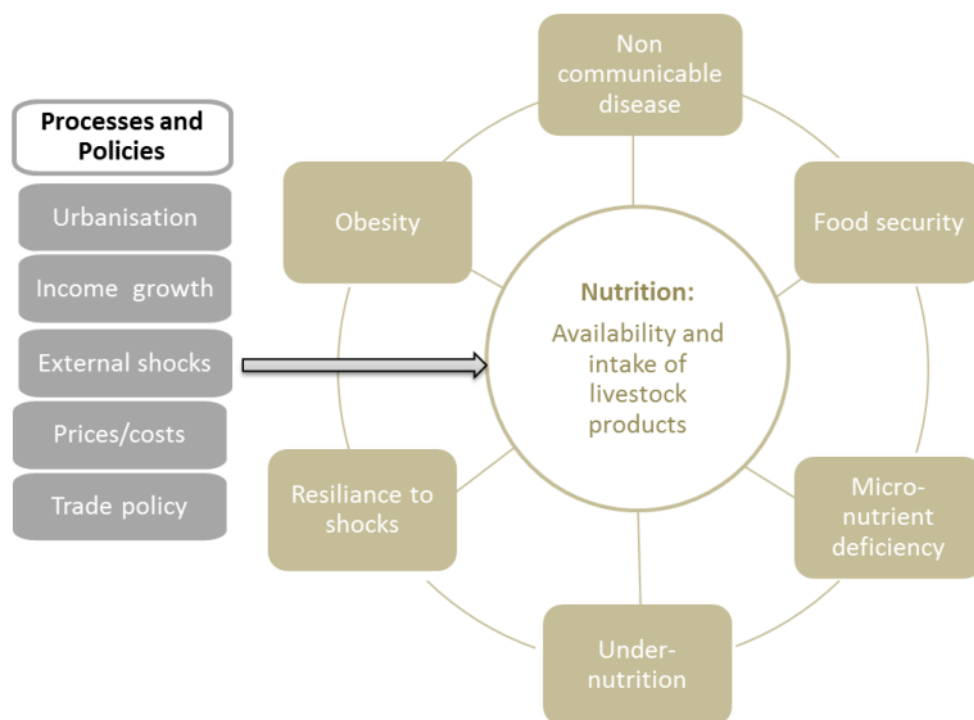 Processes and
Policies
Urbanisation
Income growth
External shocks
Prices/costs
Trade policy
Non
communicable
disease
Food security
Micro-
nutrient
deficiency
Under-
nutrition
Resiliance to
shocks
Obesity
Nutrition:
Availability and
intake of
livestock
products